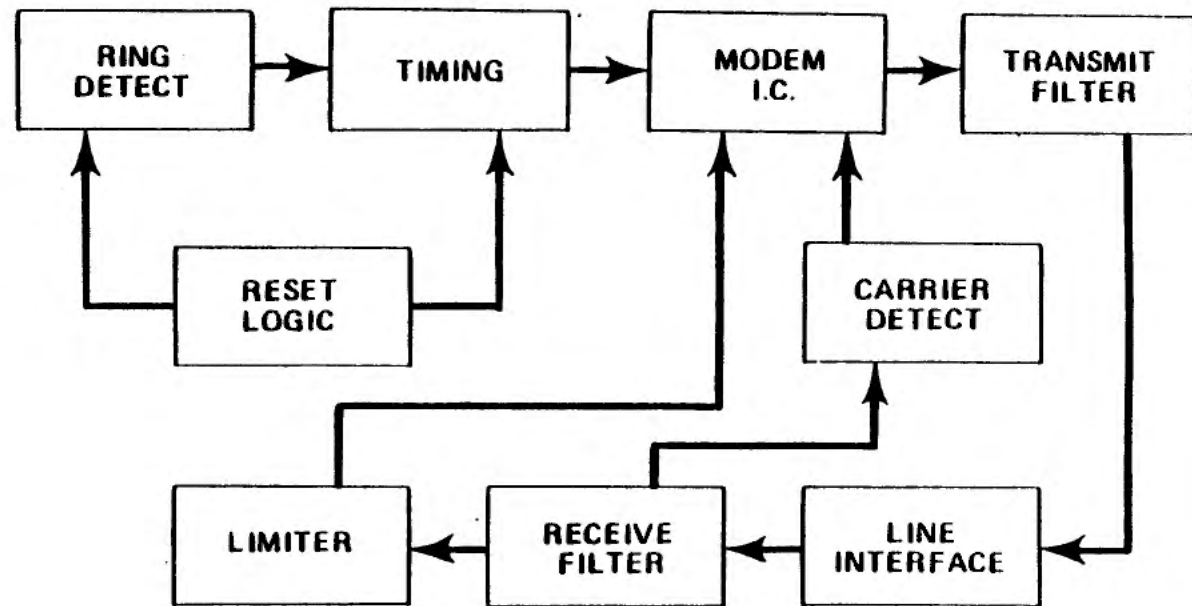 RING
DETECT
TIMING
MODEM
I.C.
TRANSMIT
FILTER
RESET
LOGIC
CARRIER
DETECT
LIMITER
RECEIVE
FILTER
LINE
INTERFACE